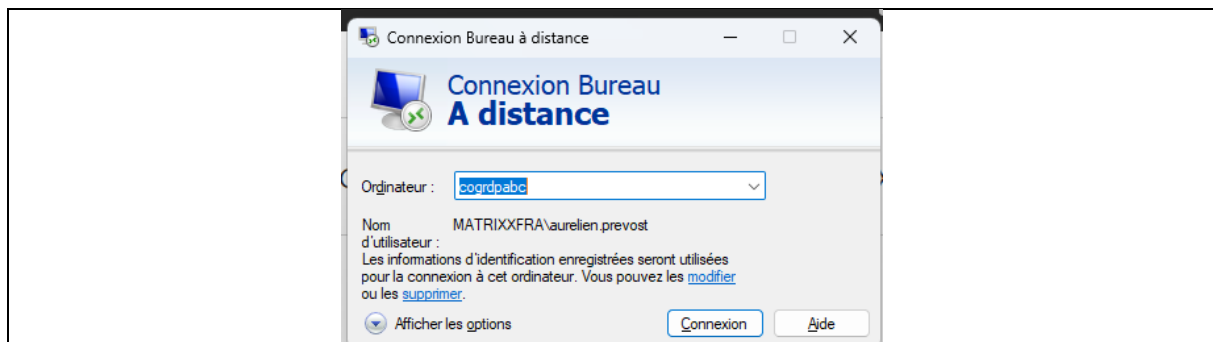 Connexion Bureau à distance
Connexion Bureau
A distance
Ordinateur :
cogrdpabc
Nom d'utilisateur :
MATRIXXFRA\aurelien.prevost
Les informations d'identification enregistrées seront utilisées
pour la connexion à cet ordinateur. Vous pouvez les modifier
ou les supprimer.
Afficher les options
Connexion
Aide